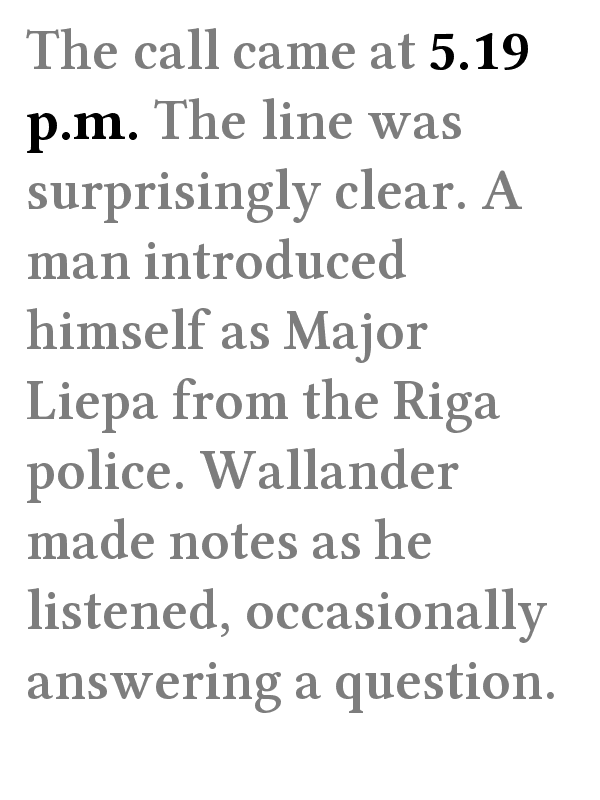 The call came at 5.19
p.m. The line was
surprisingly clear. A
man introduced
himself as Major
Liepa from the Riga
police. Wallander
made notes as he
listened, occasionally
answering a question.